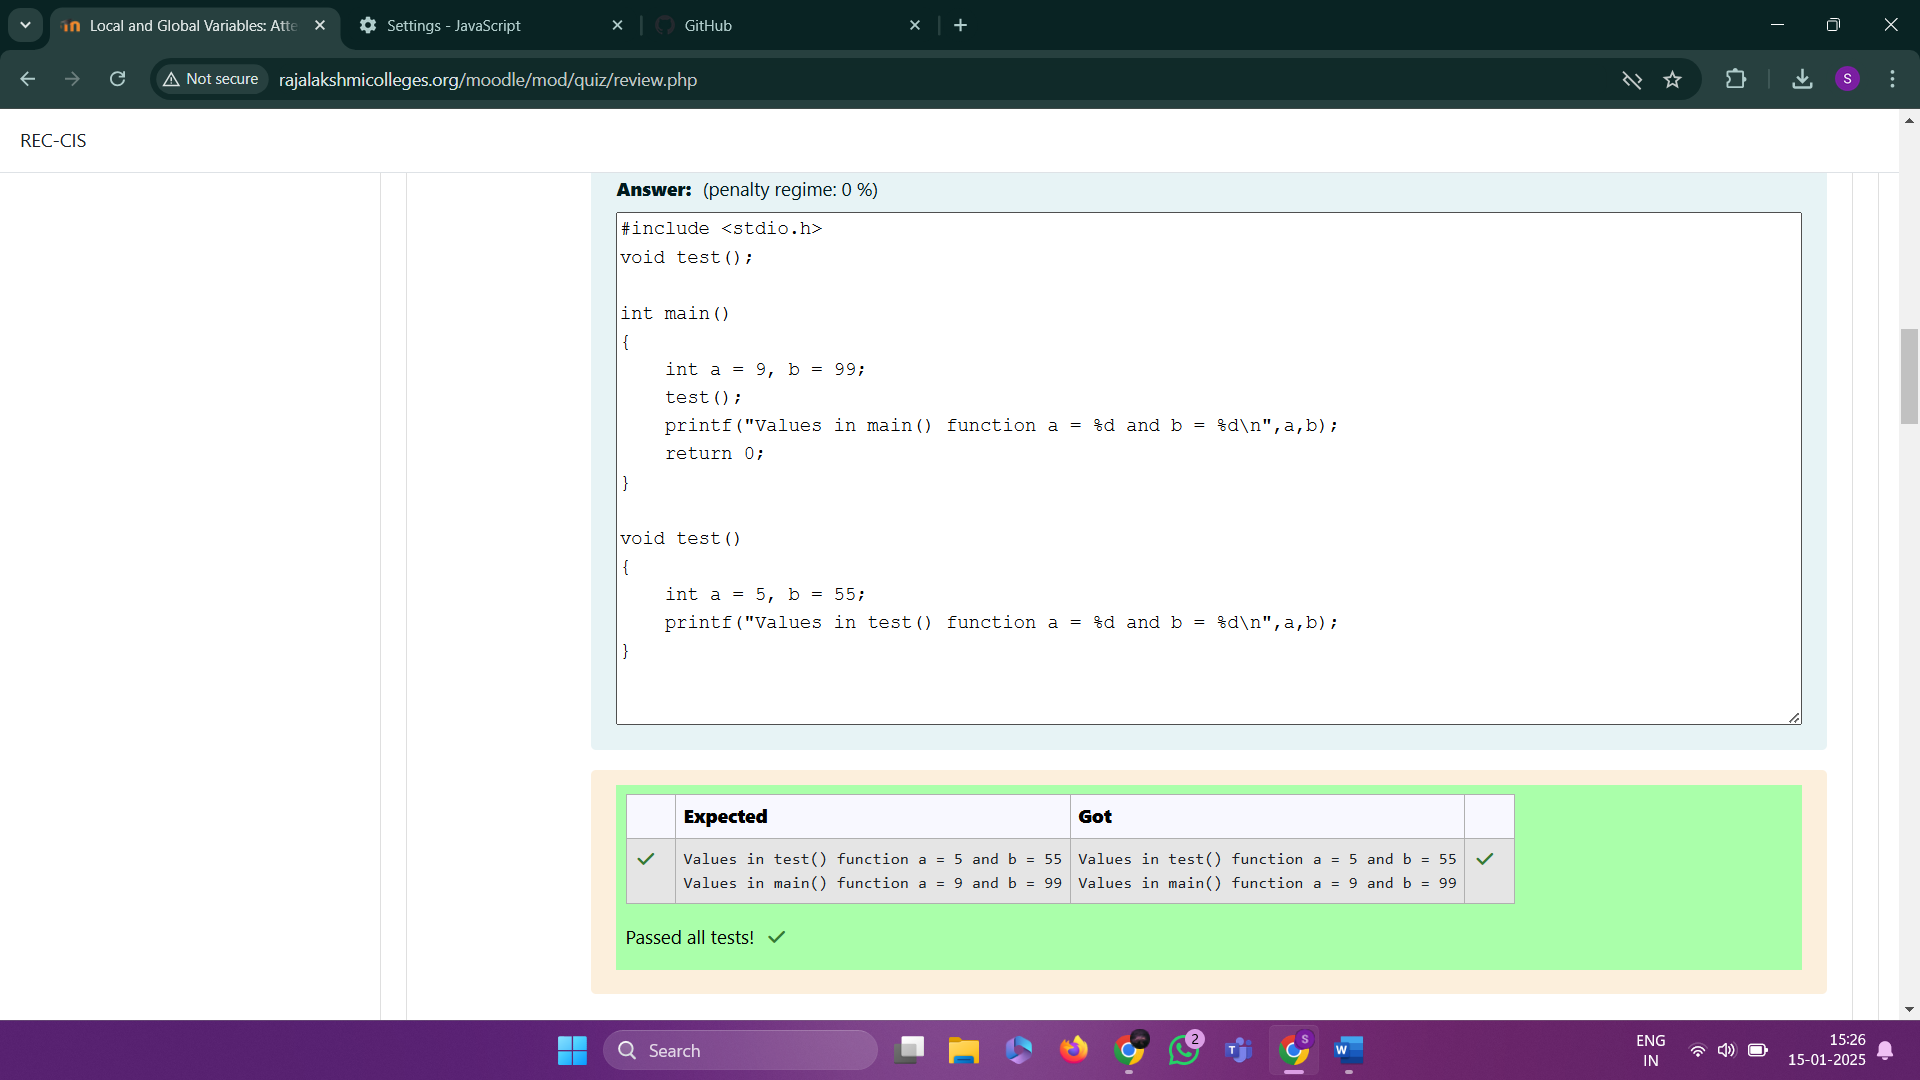 Local and Global Variables: Atte
Settings - JavaScript
GitHub
Not secure
rajalakshmicolleges.org/moodle/mod/quiz/review.php
S
REC-CIS
Answer: (penalty regime: 0 %)
#include <stdio.h>
void test();
int main()
{
    int a = 9, b = 99;
    test();
    printf("Values in main() function a = %d and b = %d\n",a,b);
    return 0;
}
void test()
{
    int a = 5, b = 55;
    printf("Values in test() function a = %d and b = %d\n",a,b);
}
Expected Got
Values in test() function a = 5 and b = 55 Values in test() function a = 5 and b = 55
Values in main() function a = 9 and b = 99 Values in main() function a = 9 and b = 99
Passed all tests!
Search
2
T
S
W
ENG
IN
15:26
15-01-2025